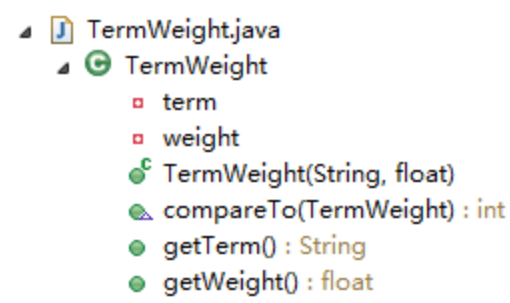 TermWeight.java
TermWeight
term
weight
TermWeight(String, float)
compareTo(TermWeight) : int
getTerm() : String
getWeight() : float